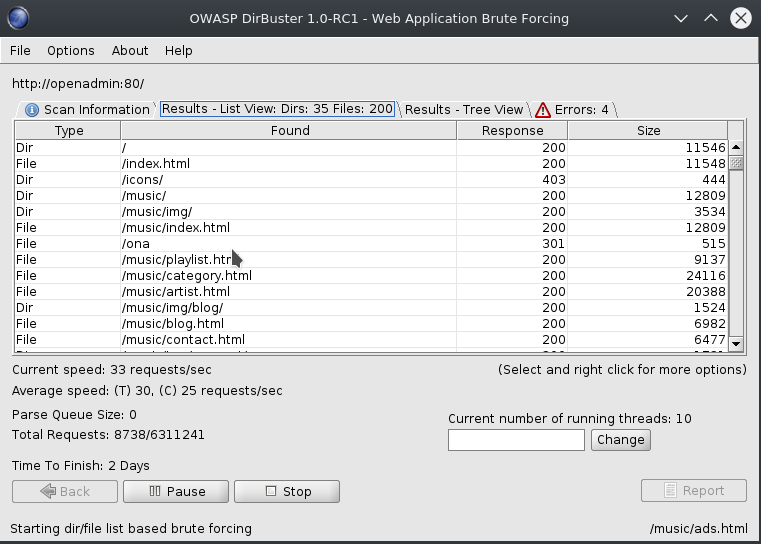 OWASP DirBuster 1.0-RC1 - Web Application Brute Forcing
File Options About Help
http://openadmin:80/
Scan Information Results - List View: Dirs: 35 Files: 200 Results - Tree View Errors: 4
Type Found Response Size
Dir / 200 11546
File /index.html 200 11548
Dir /icons/ 403 444
Dir /music/ 200 12809
Dir /music/img/ 200 3534
File /music/index.html 200 12809
File /ona 301 515
File /music/playlist.html 200 9137
File /music/category.html 200 24116
File /music/artist.html 200 20388
Dir /music/img/blog/ 200 1524
File /music/blog.html 200 6982
File /music/contact.html 200 6477
Current speed: 33 requests/sec (Select and right click for more options)
Average speed: (T) 30, (C) 25 requests/sec
Parse Queue Size: 0
Current number of running threads: 10
Total Requests: 8738/6311241
Change
Time To Finish: 2 Days
Back Pause Stop Report
Starting dir/file list based brute forcing /music/ads.html